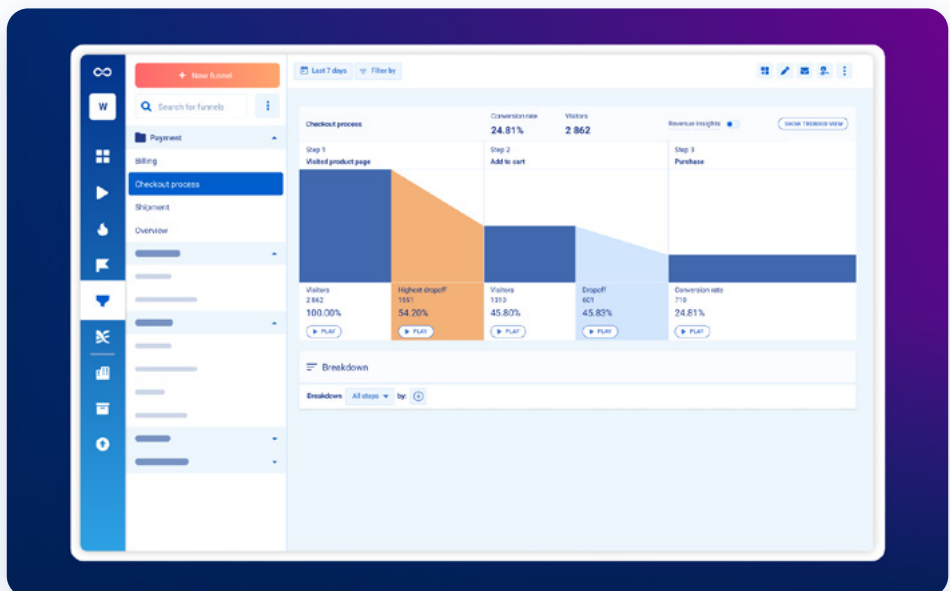 W
+ New funnel
Search for funnels
Payment
Billing
Checkout process
Shipment
Overview
Last 7 days
Filter by
Checkout process
Conversion rate
24.81%
Visitors
2 862
Revenue Insights
SHOW TRENDED VIEW
Step 1
Visited product page
Step 2
Add to cart
Step 3
Purchase
Visitors
2 862
100.00%
PLAY
Highest dropoff
1551
54.20%
PLAY
Visitors
1310
45.80%
PLAY
Dropoff
601
45.83%
PLAY
Conversion rate
710
24.81%
PLAY
Breakdown
Breakdown All steps by: